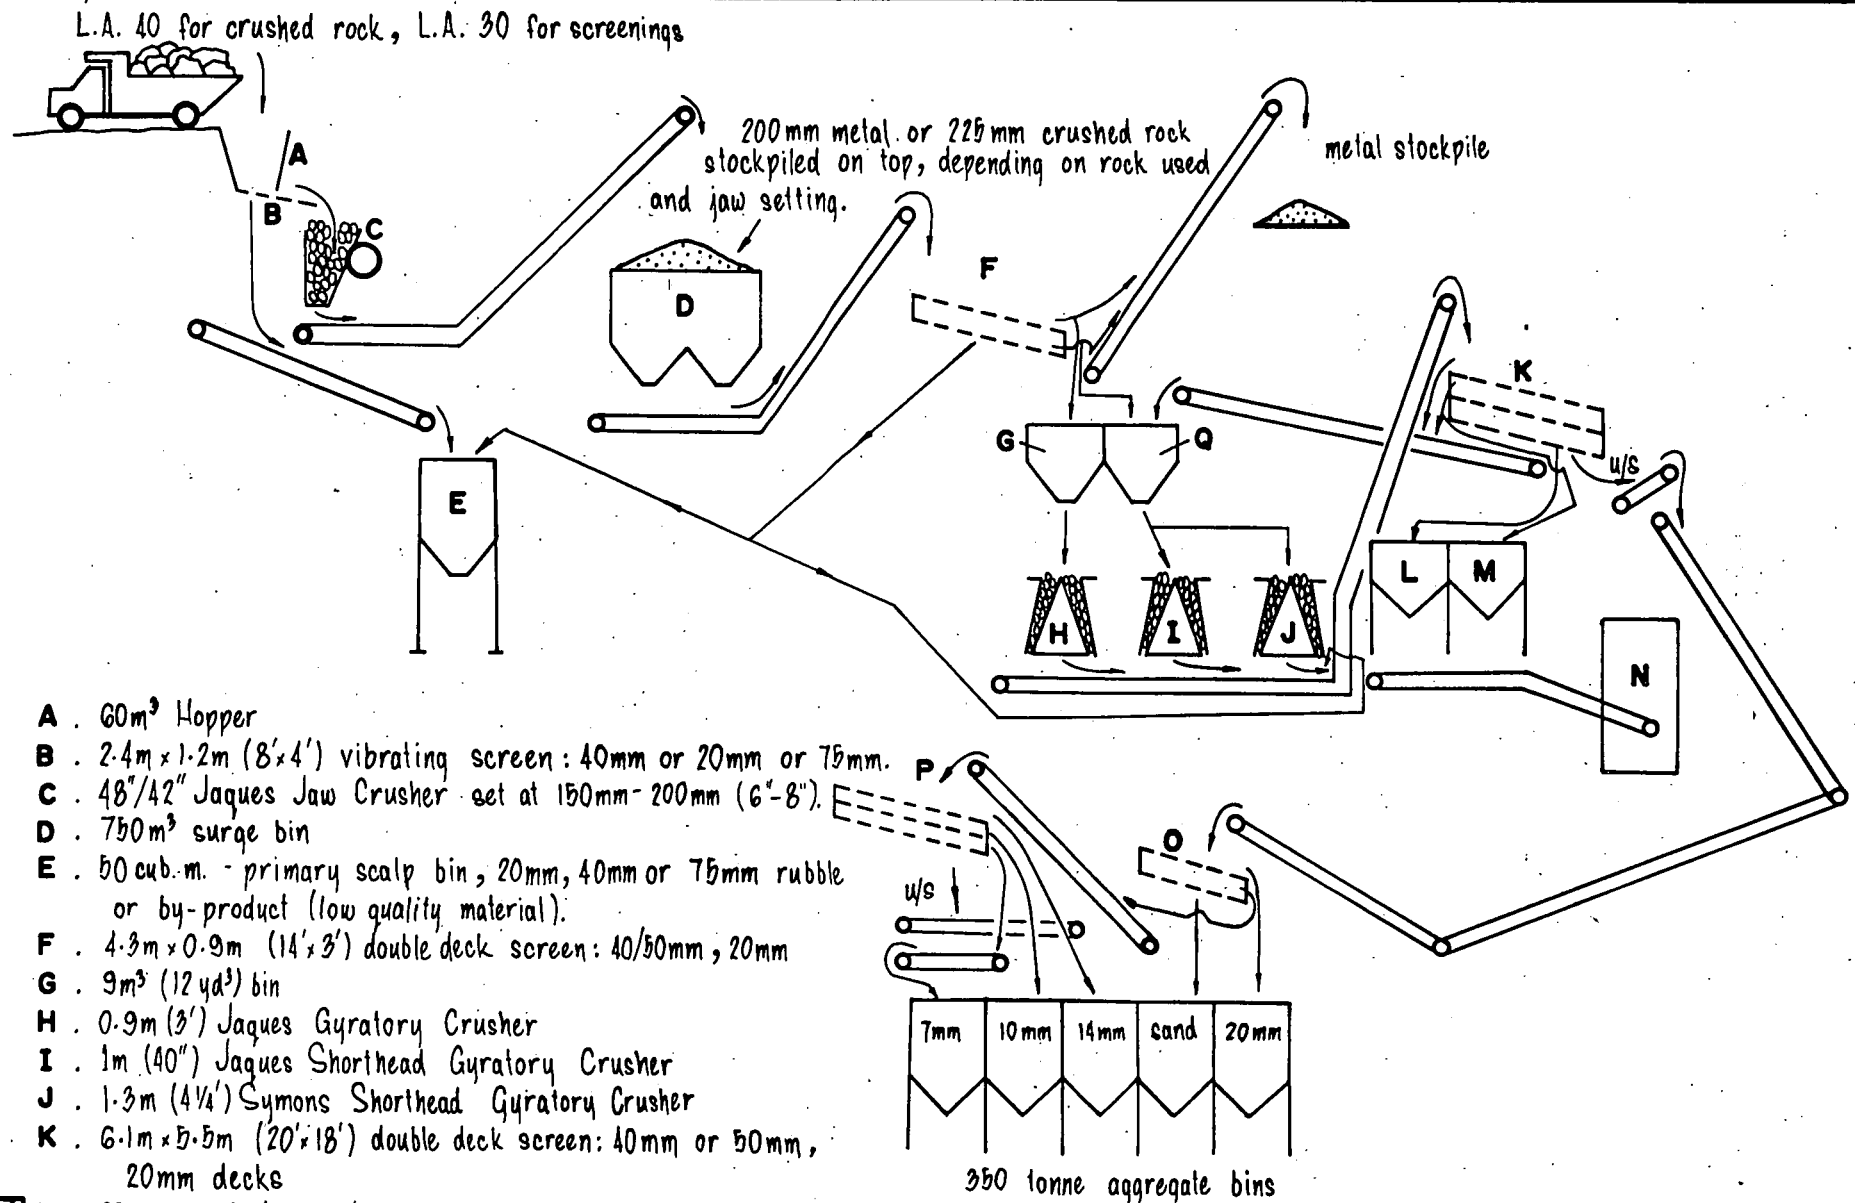 L.A. 40 for crushed rock, L.A. 30 for screenings
A
B
C
200mm metal or 225mm crushed rock
stockpiled on top, depending on rock used
and jaw setting.
metal stockpile
D
E
F
G
Q
K
u/s
H
I
J
L
M
N
A . 60m³ Hopper
B . 2.4m x 1.2m (8'x4') vibrating screen : 40mm or 20mm or 75mm.
C . 48"/42" Jaques Jaw Crusher set at 150mm-200mm (6"-8").
D . 750m³ surge bin
E . 50 cub. m. - primary scalp bin, 20mm, 40mm or 75mm rubble
or by-product (low quality material).
F . 4.3m x 0.9m (14'x3') double deck screen: 40/50mm, 20mm
G . 9m³ (12 yd³) bin
H . 0.9m (3') Jaques Gyratory Crusher
I . 1m (40") Jaques Shorthead Gyratory Crusher
J . 1.3m (4¼') Symons Shorthead Gyratory Crusher
K . 6.1m x 5.5m (20'x18') double deck screen: 40mm or 50mm,
20mm decks
P
O
u/s
7mm 10mm 14mm sand 20mm
350 tonne aggregate bins